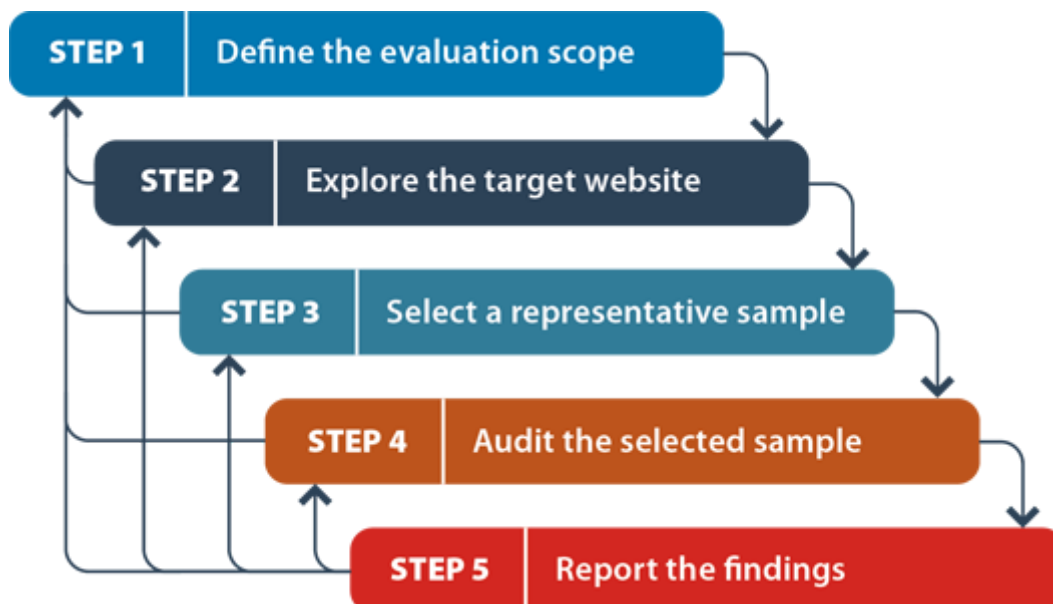 STEP 1 Define the evaluation scope
STEP 2 Explore the target website
STEP 3 Select a representative sample
STEP 4 Audit the selected sample
STEP 5 Report the findings